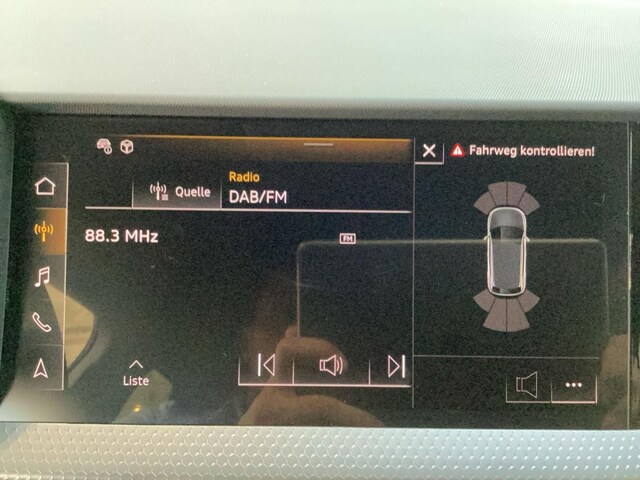 Fahrweg kontrollieren!
Radio
Quelle
DAB/FM
88.3 MHz
FM
Liste